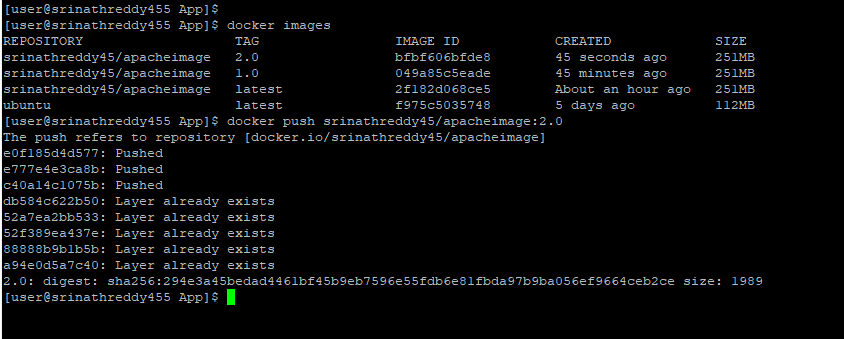 [user@srinathreddy455 App]$
[user@srinathreddy455 App]$ docker images
REPOSITORY TAG IMAGE ID CREATED SIZE
srinathreddy45/apacheimage 2.0 bfbf606bfde8 45 seconds ago 251MB
srinathreddy45/apacheimage 1.0 049a85c5eade 45 minutes ago 251MB
srinathreddy45/apacheimage latest 2f182d068ce5 About an hour ago 251MB
ubuntu latest f975c5035748 5 days ago 112MB
[user@srinathreddy455 App]$ docker push srinathreddy45/apacheimage:2.0
The push refers to repository [docker.io/srinathreddy45/apacheimage]
e0f185d4d577: Pushed
e777e4e3ca8b: Pushed
c40a14c1075b: Pushed
db584c622b50: Layer already exists
52a7ea2bb533: Layer already exists
52f389ea437e: Layer already exists
88888b9b1b5b: Layer already exists
a94e0d5a7c40: Layer already exists
2.0: digest: sha256:294e3a45bedad4461bf45b9eb7596e55fdb6e81fbda97b9ba056ef9664ceb2ce size: 1989
[user@srinathreddy455 App]$